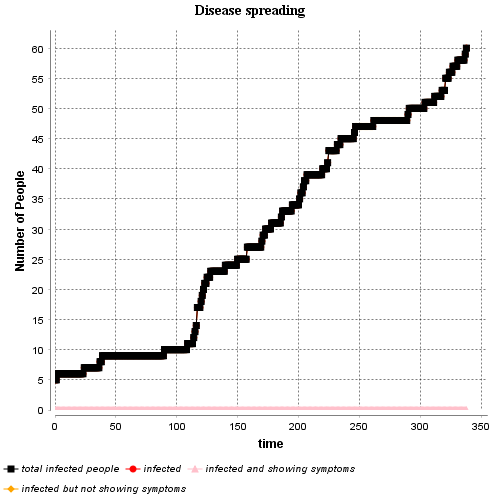 Disease spreading
Number of People
60
55
50
45
40
35
30
25
20
15
10
5
0
0 50 100 150 200 250 300 350
time
total infected people infected infected and showing symptoms
infected but not showing symptoms